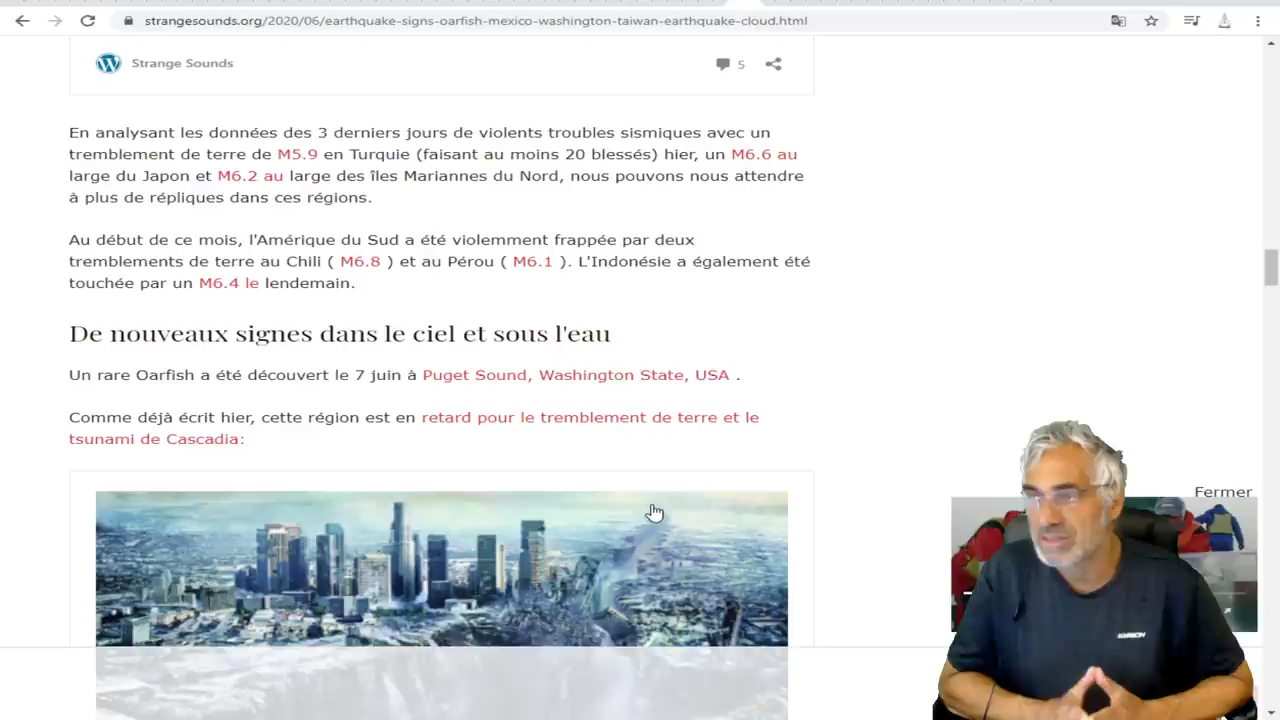 strangesounds.org/2020/06/earthquake-signs-oarfish-mexico-washington-taiwan-earthquake-cloud.html
Strange Sounds
5
En analysant les données des 3 derniers jours de violents troubles sismiques avec un
tremblement de terre de M5.9 en Turquie (faisant au moins 20 blessés) hier, un M6.6 au
large du Japon et M6.2 au large des îles Mariannes du Nord, nous pouvons nous attendre
à plus de répliques dans ces régions.
Au début de ce mois, l'Amérique du Sud a été violemment frappée par deux
tremblements de terre au Chili ( M6.8 ) et au Pérou ( M6.1 ). L'Indonésie a également été
touchée par un M6.4 le lendemain.
De nouveaux signes dans le ciel et sous l'eau
Un rare Oarfish a été découvert le 7 juin à Puget Sound, Washington State, USA .
Comme déjà écrit hier, cette région est en retard pour le tremblement de terre et le
tsunami de Cascadia:
Fermer